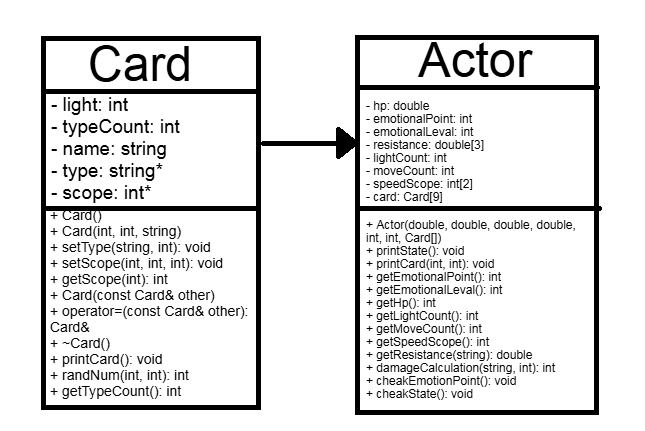 Card
- light: int
- typeCount: int
- name: string
- type: string*
- scope: int*
+ Card()
+ Card(int, int, string)
+ setType(string, int): void
+ setScope(int, int, int): void
+ getScope(int): int
+ Card(const Card& other)
+ operator=(const Card& other):
Card&
+ ~Card()
+ printCard(): void
+ randNum(int, int): int
+ getTypeCount(): int
Actor
- hp: double
- emotionalPoint: int
- emotionalLeval: int
- resistance: double[3]
- lightCount: int
- moveCount: int
- speedScope: int[2]
- card: Card[9]
+ Actor(double, double, double, double,
int, int, Card[])
+ printState(): void
+ printCard(int, int): void
+ getEmotionalPoint(): int
+ getEmotionalLeval(): int
+ getHp(): int
+ getLightCount(): int
+ getMoveCount(): int
+ getSpeedScope(): int
+ getResistance(string): double
+ damageCalculation(string, int): int
+ cheakEmotionPoint(): void
+ cheakState(): void